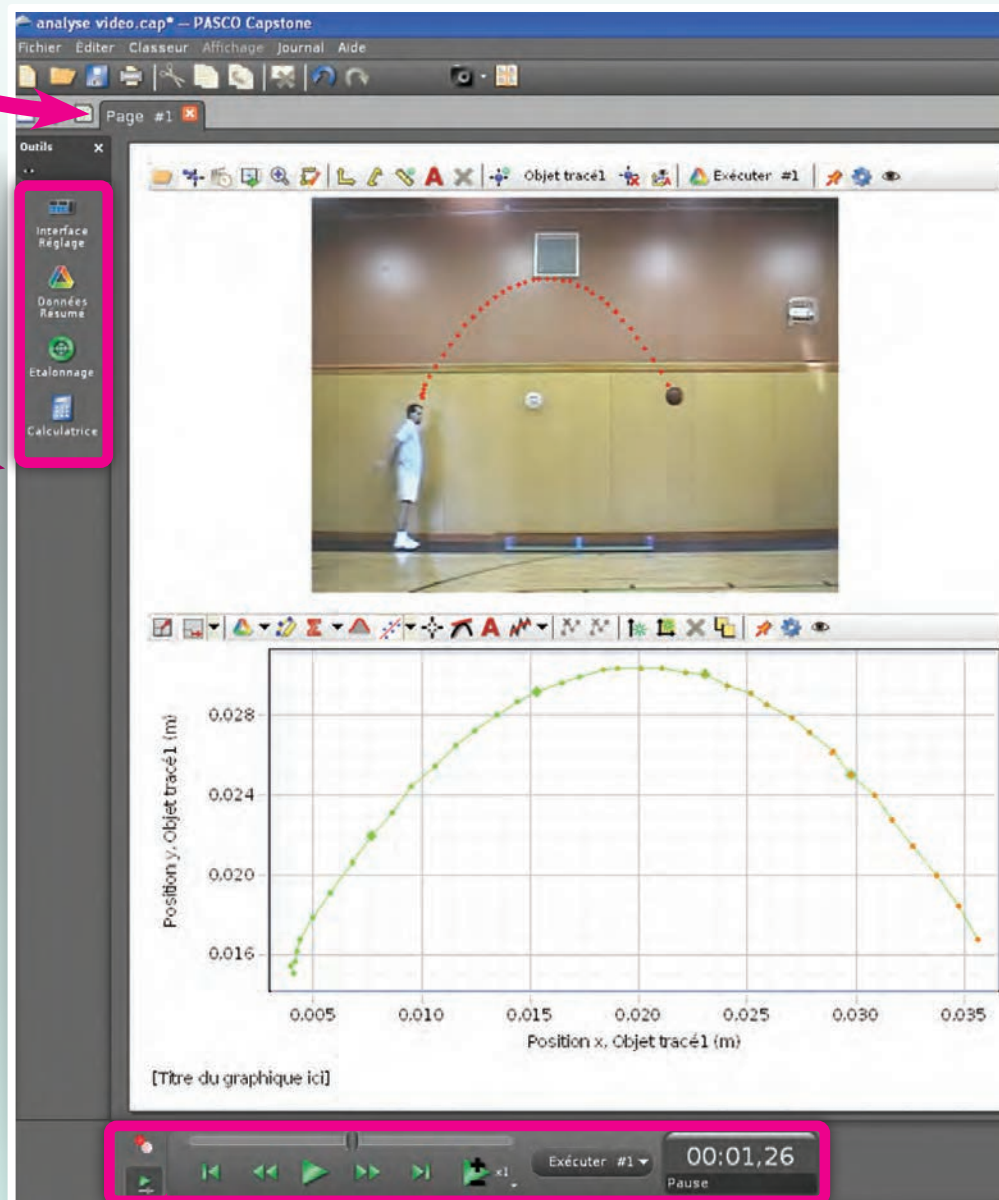 analyse video.cap* — PASCO Capstone
Fichier Éditer Classeur Affichage Journal Aide
Page #1
Outils x
Interface
Réglage
Données
Résumé
Etalonnage
Calculatrice
Objet tracé1 Exécuter #1
0.028
0.024
0.020
0.016
Position y, Objet tracé1 (m)
0.005 0.010 0.015 0.020 0.025 0.030 0.035
Position x, Objet tracé1 (m)
[Titre du graphique ici]
x1 Exécuter #1 00:01,26
Pause